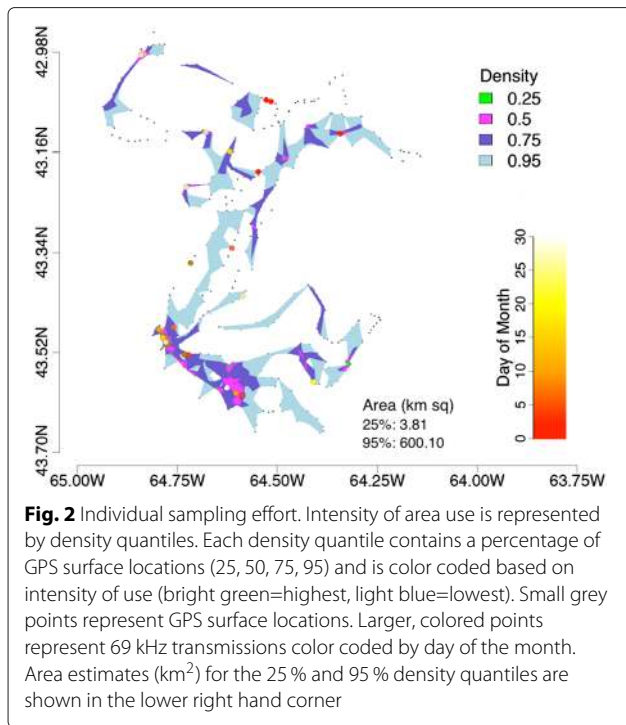 42.98N
43.16N
43.34N
43.52N
43.70N
Density
0.25
0.5
0.75
0.95
30
25
20
15
10
5
0
Day of Month
Area (km sq)
25%: 3.81
95%: 600.10
65.00W 64.75W 64.50W 64.25W 64.00W 63.75W
Fig. 2 Individual sampling effort. Intensity of area use is represented
by density quantiles. Each density quantile contains a percentage of
GPS surface locations (25, 50, 75, 95) and is color coded based on
intensity of use (bright green=highest, light blue=lowest). Small grey
points represent GPS surface locations. Larger, colored points
represent 69 kHz transmissions color coded by day of the month.
Area estimates (km²) for the 25 % and 95 % density quantiles are
shown in the lower right hand corner